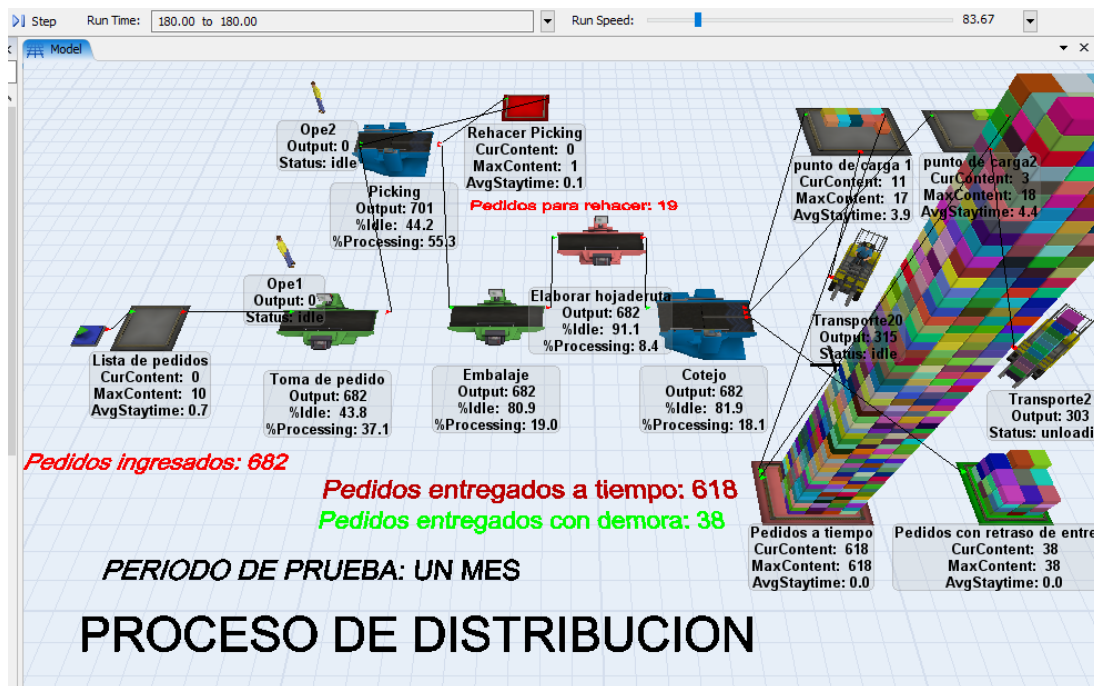 Step Run Time: 180.00 to 180.00 Run Speed: 83.67
Model
Ope2
Output: 0
Status: idle
Rehacer Picking
CurContent: 0
MaxContent: 1
AvgStaytime: 0.1
Picking
Output: 701
%Idle: 44.2
%Processing: 55.3
Pedidos para rehacer: 19
punto de carga 1
CurContent: 11
MaxContent: 17
AvgStaytime: 3.9
punto de carga2
CurContent: 3
MaxContent: 18
AvgStaytime: 4.4
Ope1
Output: 0
Status: idle
Elaborar hojaderuta
Output: 682
%Idle: 91.1
%Processing: 8.4
Transporte20
Output: 315
Status: idle
Lista de pedidos
CurContent: 0
MaxContent: 10
AvgStaytime: 0.7
Toma de pedido
Output: 682
%Idle: 43.8
%Processing: 37.1
Embalaje
Output: 682
%Idle: 80.9
%Processing: 19.0
Cotejo
Output: 682
%Idle: 81.9
%Processing: 18.1
Transporte2
Output: 303
Status: unloadi
Pedidos ingresados: 682
Pedidos entregados a tiempo: 618
Pedidos entregados con demora: 38
Pedidos a tiempo
CurContent: 618
MaxContent: 618
AvgStaytime: 0.0
Pedidos con retraso de entre
CurContent: 38
MaxContent: 38
AvgStaytime: 0.0
PERIODO DE PRUEBA: UN MES
PROCESO DE DISTRIBUCION